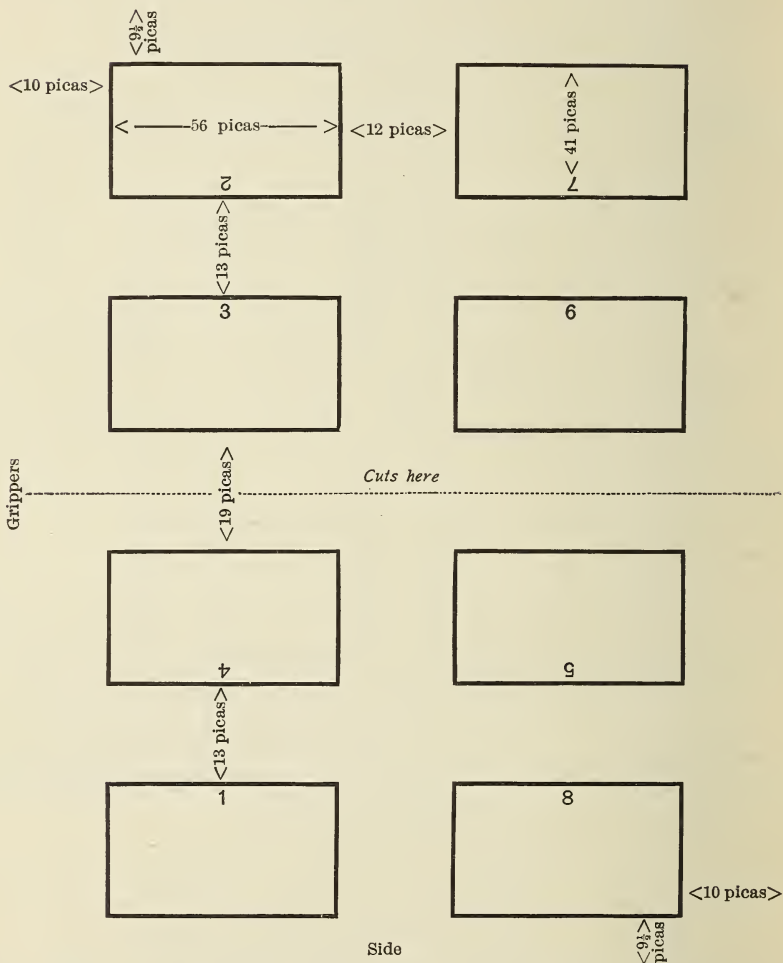 <9½> picas
<10 picas>
<——56 picas——>
<12 picas>
<41 picas>
2
7
<13 picas>
3
6
<19 picas>
Cuts here
Grippers
4
5
<13 picas>
1
8
<10 picas>
Side
<9½> picas